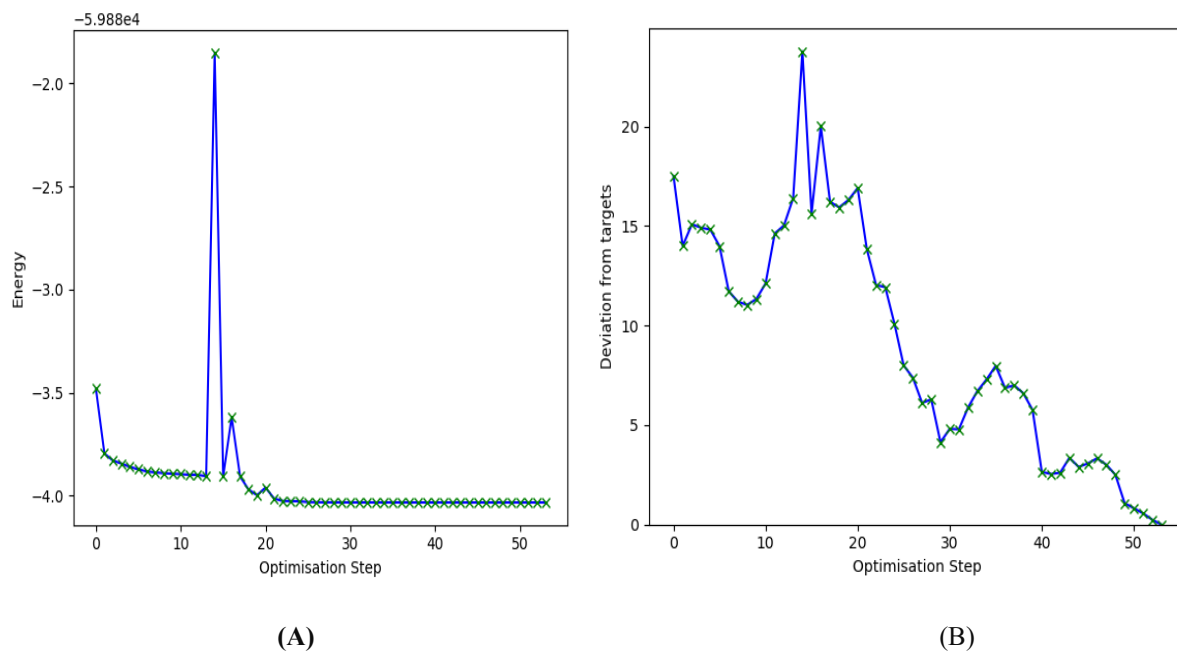 −5.988e4
Energy
−2.0
−2.5
−3.0
−3.5
−4.0
0 10 20 30 40 50
Optimisation Step
(A)
Deviation from targets
20
15
10
5
0
0 10 20 30 40 50
Optimisation Step
(B)